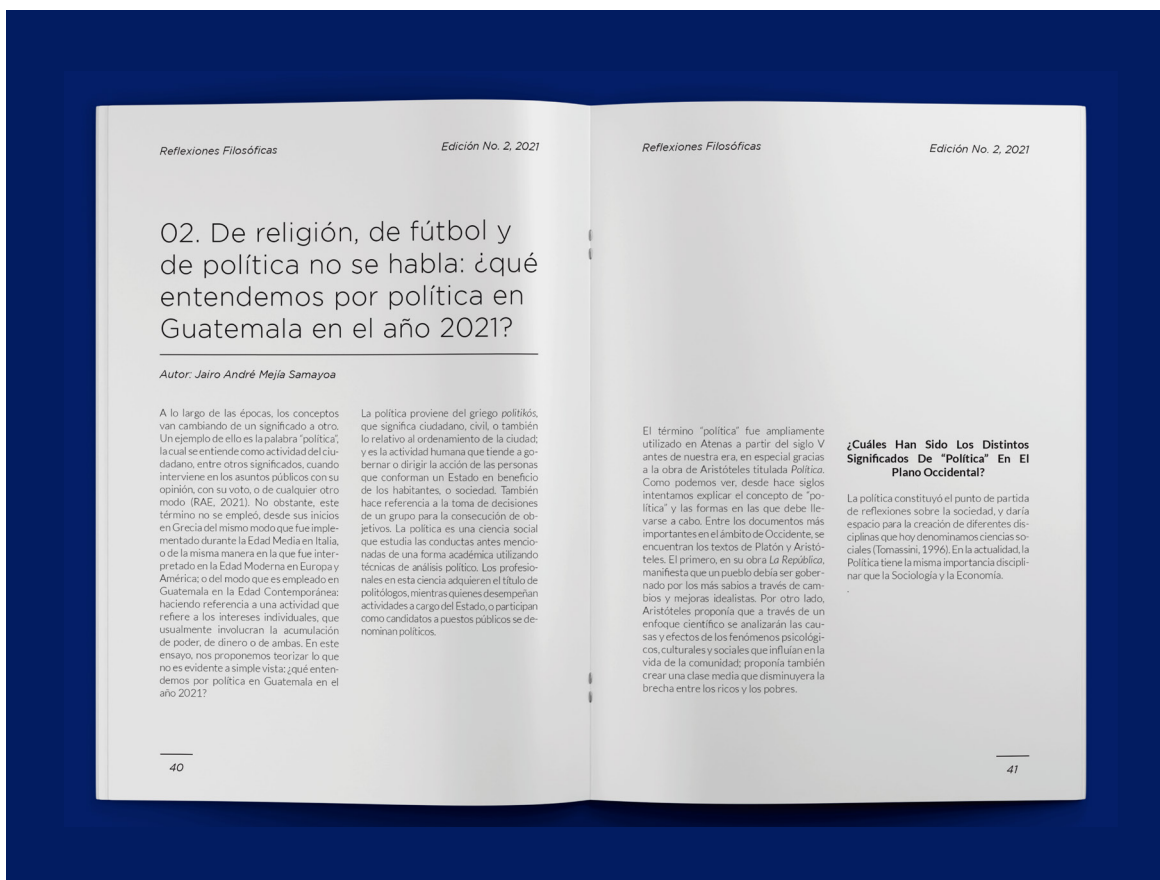 Reflexiones Filosóficas
Edición No. 2, 2021
02. De religión, de fútbol y
de política no se habla: ¿qué
entendemos por política en
Guatemala en el año 2021?
Autor: Jairo André Mejía Samayoa
A lo largo de las épocas, los conceptos
van cambiando de un significado a otro.
Un ejemplo de ello es la palabra "política",
la cual se entiende como actividad del ciu-
dadano, entre otros significados, cuando
interviene en los asuntos públicos con su
opinión, con su voto, o de cualquier otro
modo (RAE, 2021). No obstante, este
término no se empleó, desde sus inicios
en Grecia del mismo modo que fue imple-
mentado durante la Edad Media en Italia,
o de la misma manera en la que fue inter-
pretado en la Edad Moderna en Europa y
América; o del modo que es empleado en
Guatemala en la Edad Contemporánea:
haciendo referencia a una actividad que
refiere a los intereses individuales, que
usualmente involucran la acumulación
de poder, de dinero o de ambas. En este
ensayo, nos proponemos teorizar lo que
no es evidente a simple vista: ¿qué enten-
demos por política en Guatemala en el
año 2021?
La política proviene del griego politikós,
que significa ciudadano, civil, o también
lo relativo al ordenamiento de la ciudad;
y es la actividad humana que tiende a go-
bernar o dirigir la acción de las personas
que conforman un Estado en beneficio
de los habitantes, o sociedad. También
hace referencia a la toma de decisiones
de un grupo para la consecución de ob-
jetivos. La política es una ciencia social
que estudia las conductas antes mencio-
nadas de una forma académica utilizando
técnicas de análisis político. Los profesio-
nales en esta ciencia adquieren el título de
politólogos, mientras quienes desempeñan
actividades a cargo del Estado, o participan
como candidatos a puestos públicos se de-
nominan políticos.
40
Reflexiones Filosóficas
Edición No. 2, 2021
El término "política" fue ampliamente
utilizado en Atenas a partir del siglo V
antes de nuestra era, en especial gracias
a la obra de Aristóteles titulada Política.
Como podemos ver, desde hace siglos
intentamos explicar el concepto de "po-
lítica" y las formas en las que debe lle-
varse a cabo. Entre los documentos más
importantes en el ámbito de Occidente, se
encuentran los textos de Platón y Aristó-
teles. El primero, en su obra La República,
manifiesta que un pueblo debía ser gober-
nado por los más sabios a través de cam-
bios y mejoras idealistas. Por otro lado,
Aristóteles proponía que a través de un
enfoque científico se analizarán las cau-
sas y efectos de los fenómenos psicológi-
cos, culturales y sociales que influían en la
vida de la comunidad; proponía también
crear una clase media que disminuyera la
brecha entre los ricos y los pobres.
¿Cuáles Han Sido Los Distintos
Significados De "Política" En El
Plano Occidental?
La política constituyó el punto de partida
de reflexiones sobre la sociedad, y daría
espacio para la creación de diferentes dis-
ciplinas que hoy denominamos ciencias so-
ciales (Tomassini, 1996). En la actualidad, la
Política tiene la misma importancia discipli-
nar que la Sociología y la Economía.
.
41